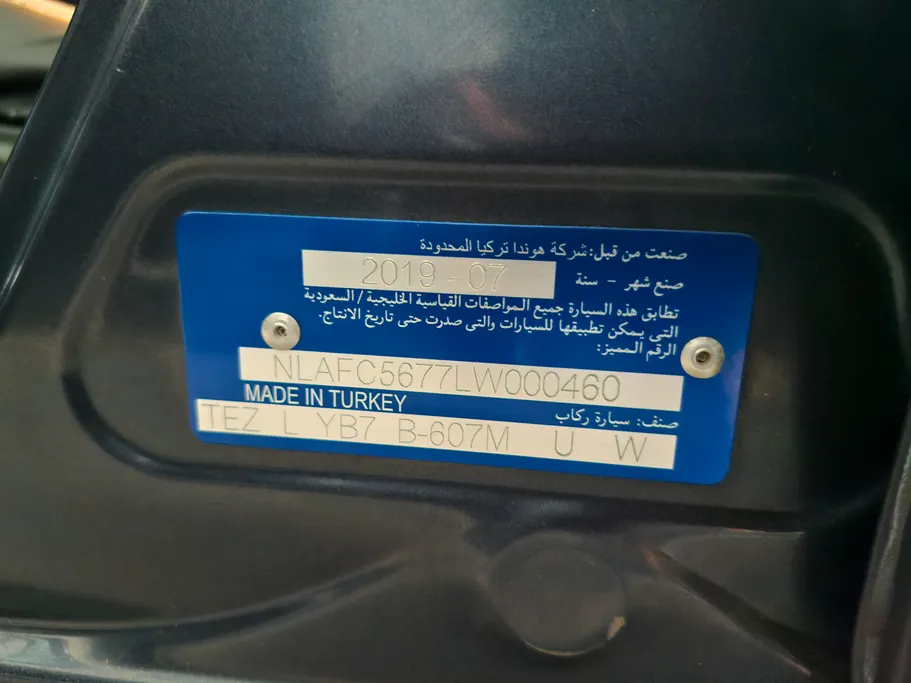 صنعت من قبل: شركة هوندا تركيا المحدودة
صنع شهر - سنة 2019 - 07
تطابق هذه السيارة جميع المواصفات القياسية الخليجية / السعودية
التي يمكن تطبيقها للسيارات والتى صدرت حتى تاريخ الانتاج.
الرقم المميز:
NLAFC5677LW000460
صنف: سيارة ركاب MADE IN TURKEY
TEZ L YB7 B-607M U W